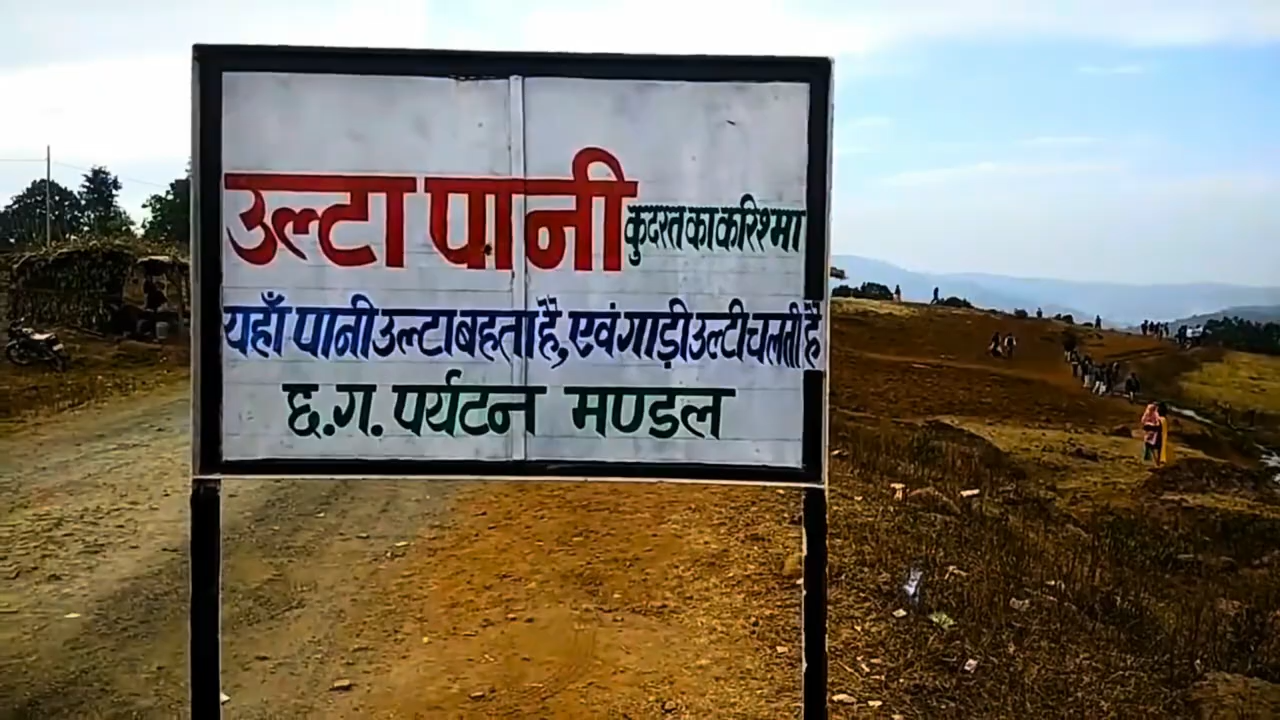 उल्टा पानी कुदरत का करिश्मा
यहाँ पानी उल्टा बहता है, एवं गाड़ी उल्टी चलती है
छ.ग. पर्यटन मण्डल